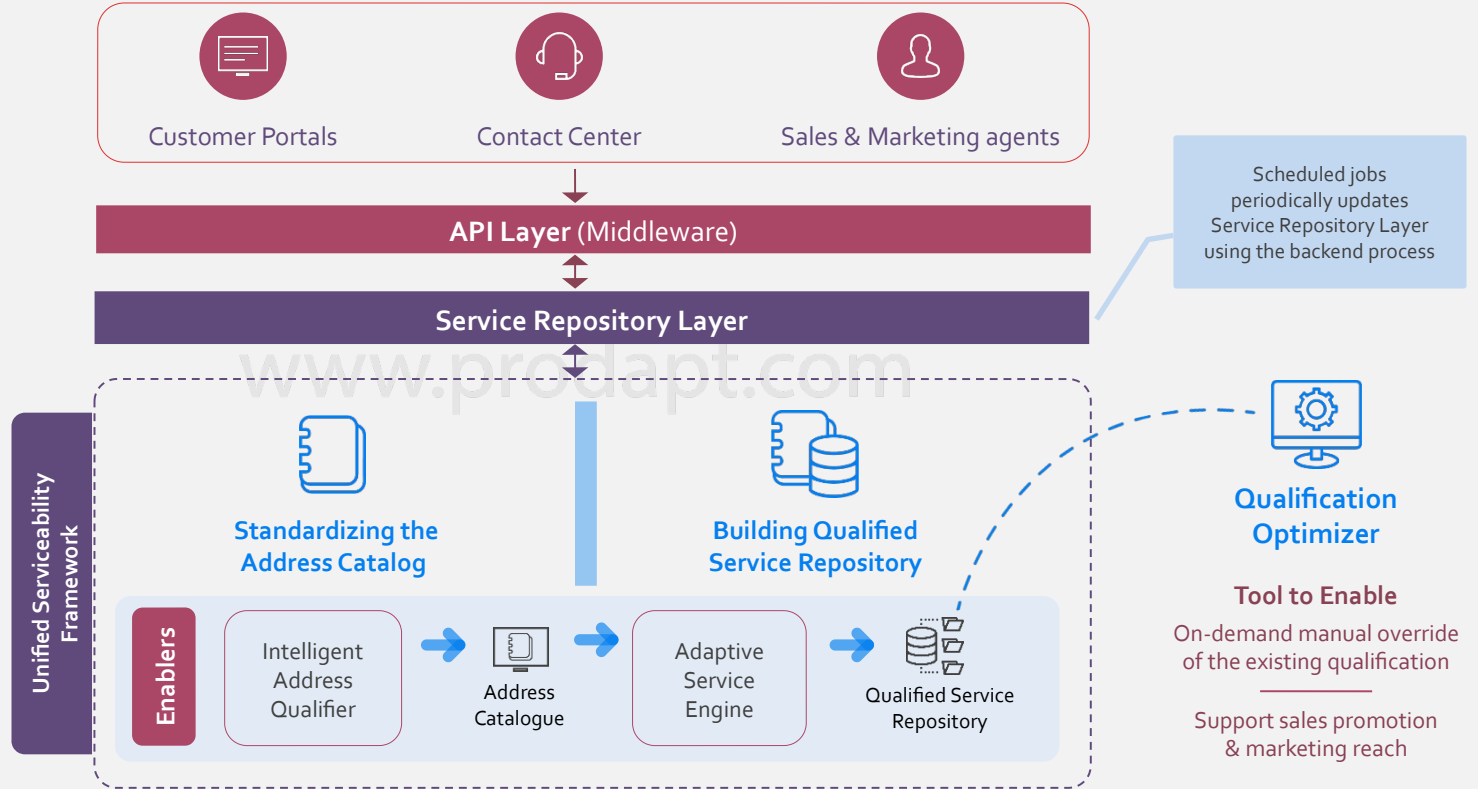 Customer Portals
Contact Center
Sales & Marketing agents
API Layer (Middleware)
Scheduled jobs
periodically updates
Service Repository Layer
using the backend process
Service Repository Layer
www.prodapt.com
Unified Serviceability
Framework
Standardizing the
Address Catalog
Building Qualified
Service Repository
Enablers
Intelligent
Address
Qualifier
Address
Catalogue
Adaptive
Service
Engine
Qualified Service
Repository
Qualification
Optimizer
Tool to Enable
On-demand manual override
of the existing qualification
Support sales promotion
& marketing reach